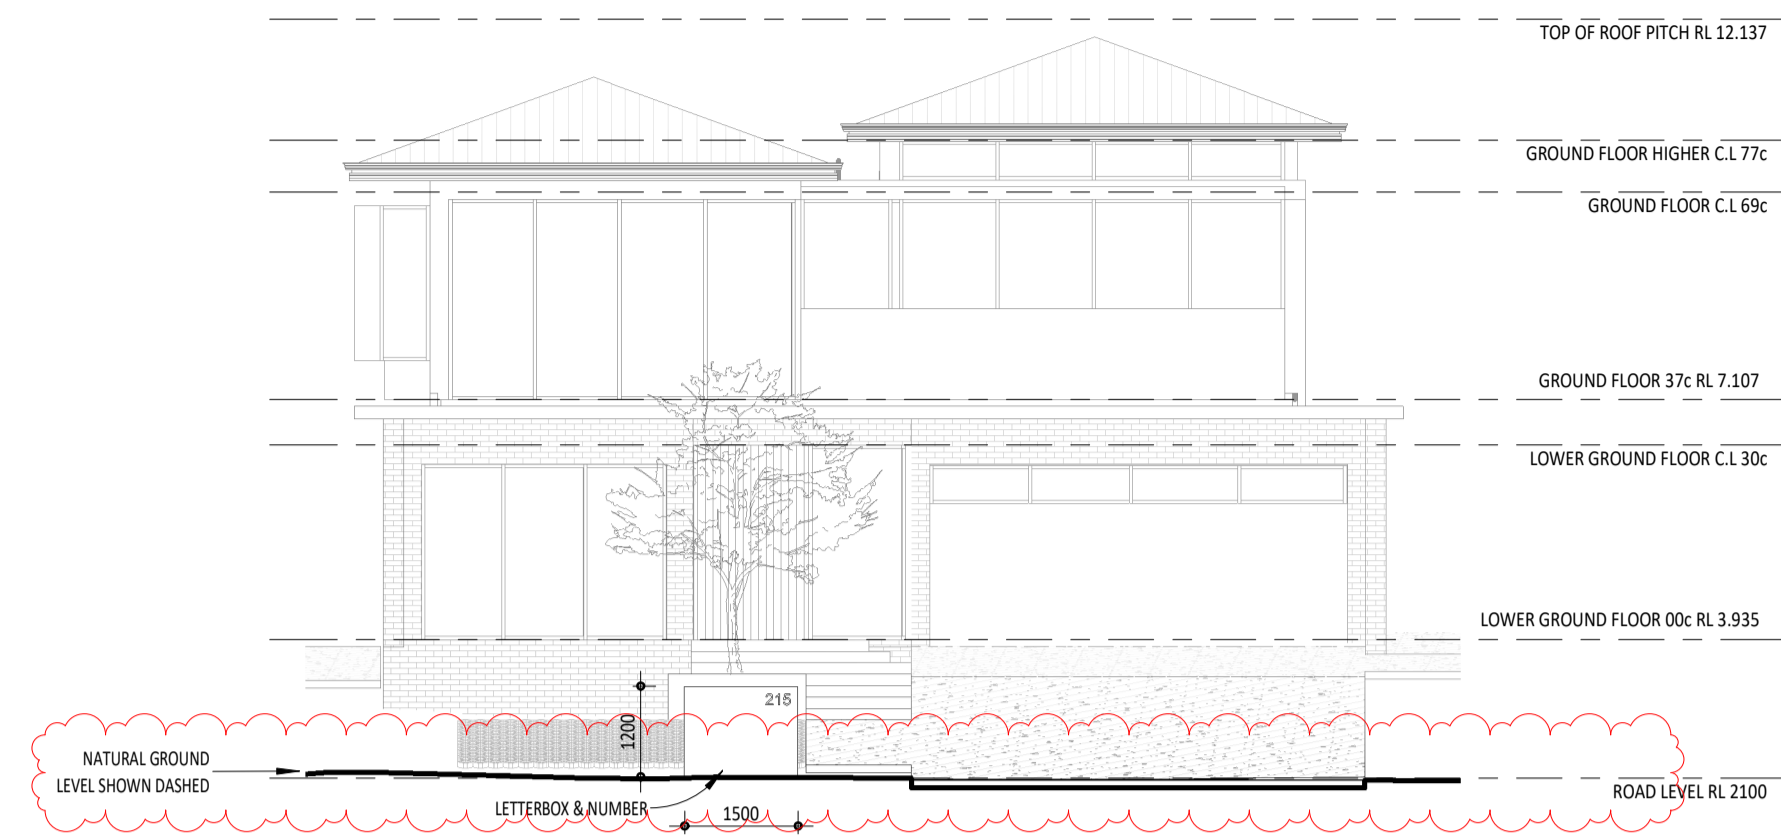 TOP OF ROOF PITCH RL 12.137
GROUND FLOOR HIGHER C.L 77c
GROUND FLOOR C.L 69c
GROUND FLOOR 37c RL 7.107
LOWER GROUND FLOOR C.L 30c
LOWER GROUND FLOOR 00c RL 3.935
215
1200
NATURAL GROUND
LEVEL SHOWN DASHED
ROAD LEVEL RL 2100
LETTERBOX & NUMBER
1500